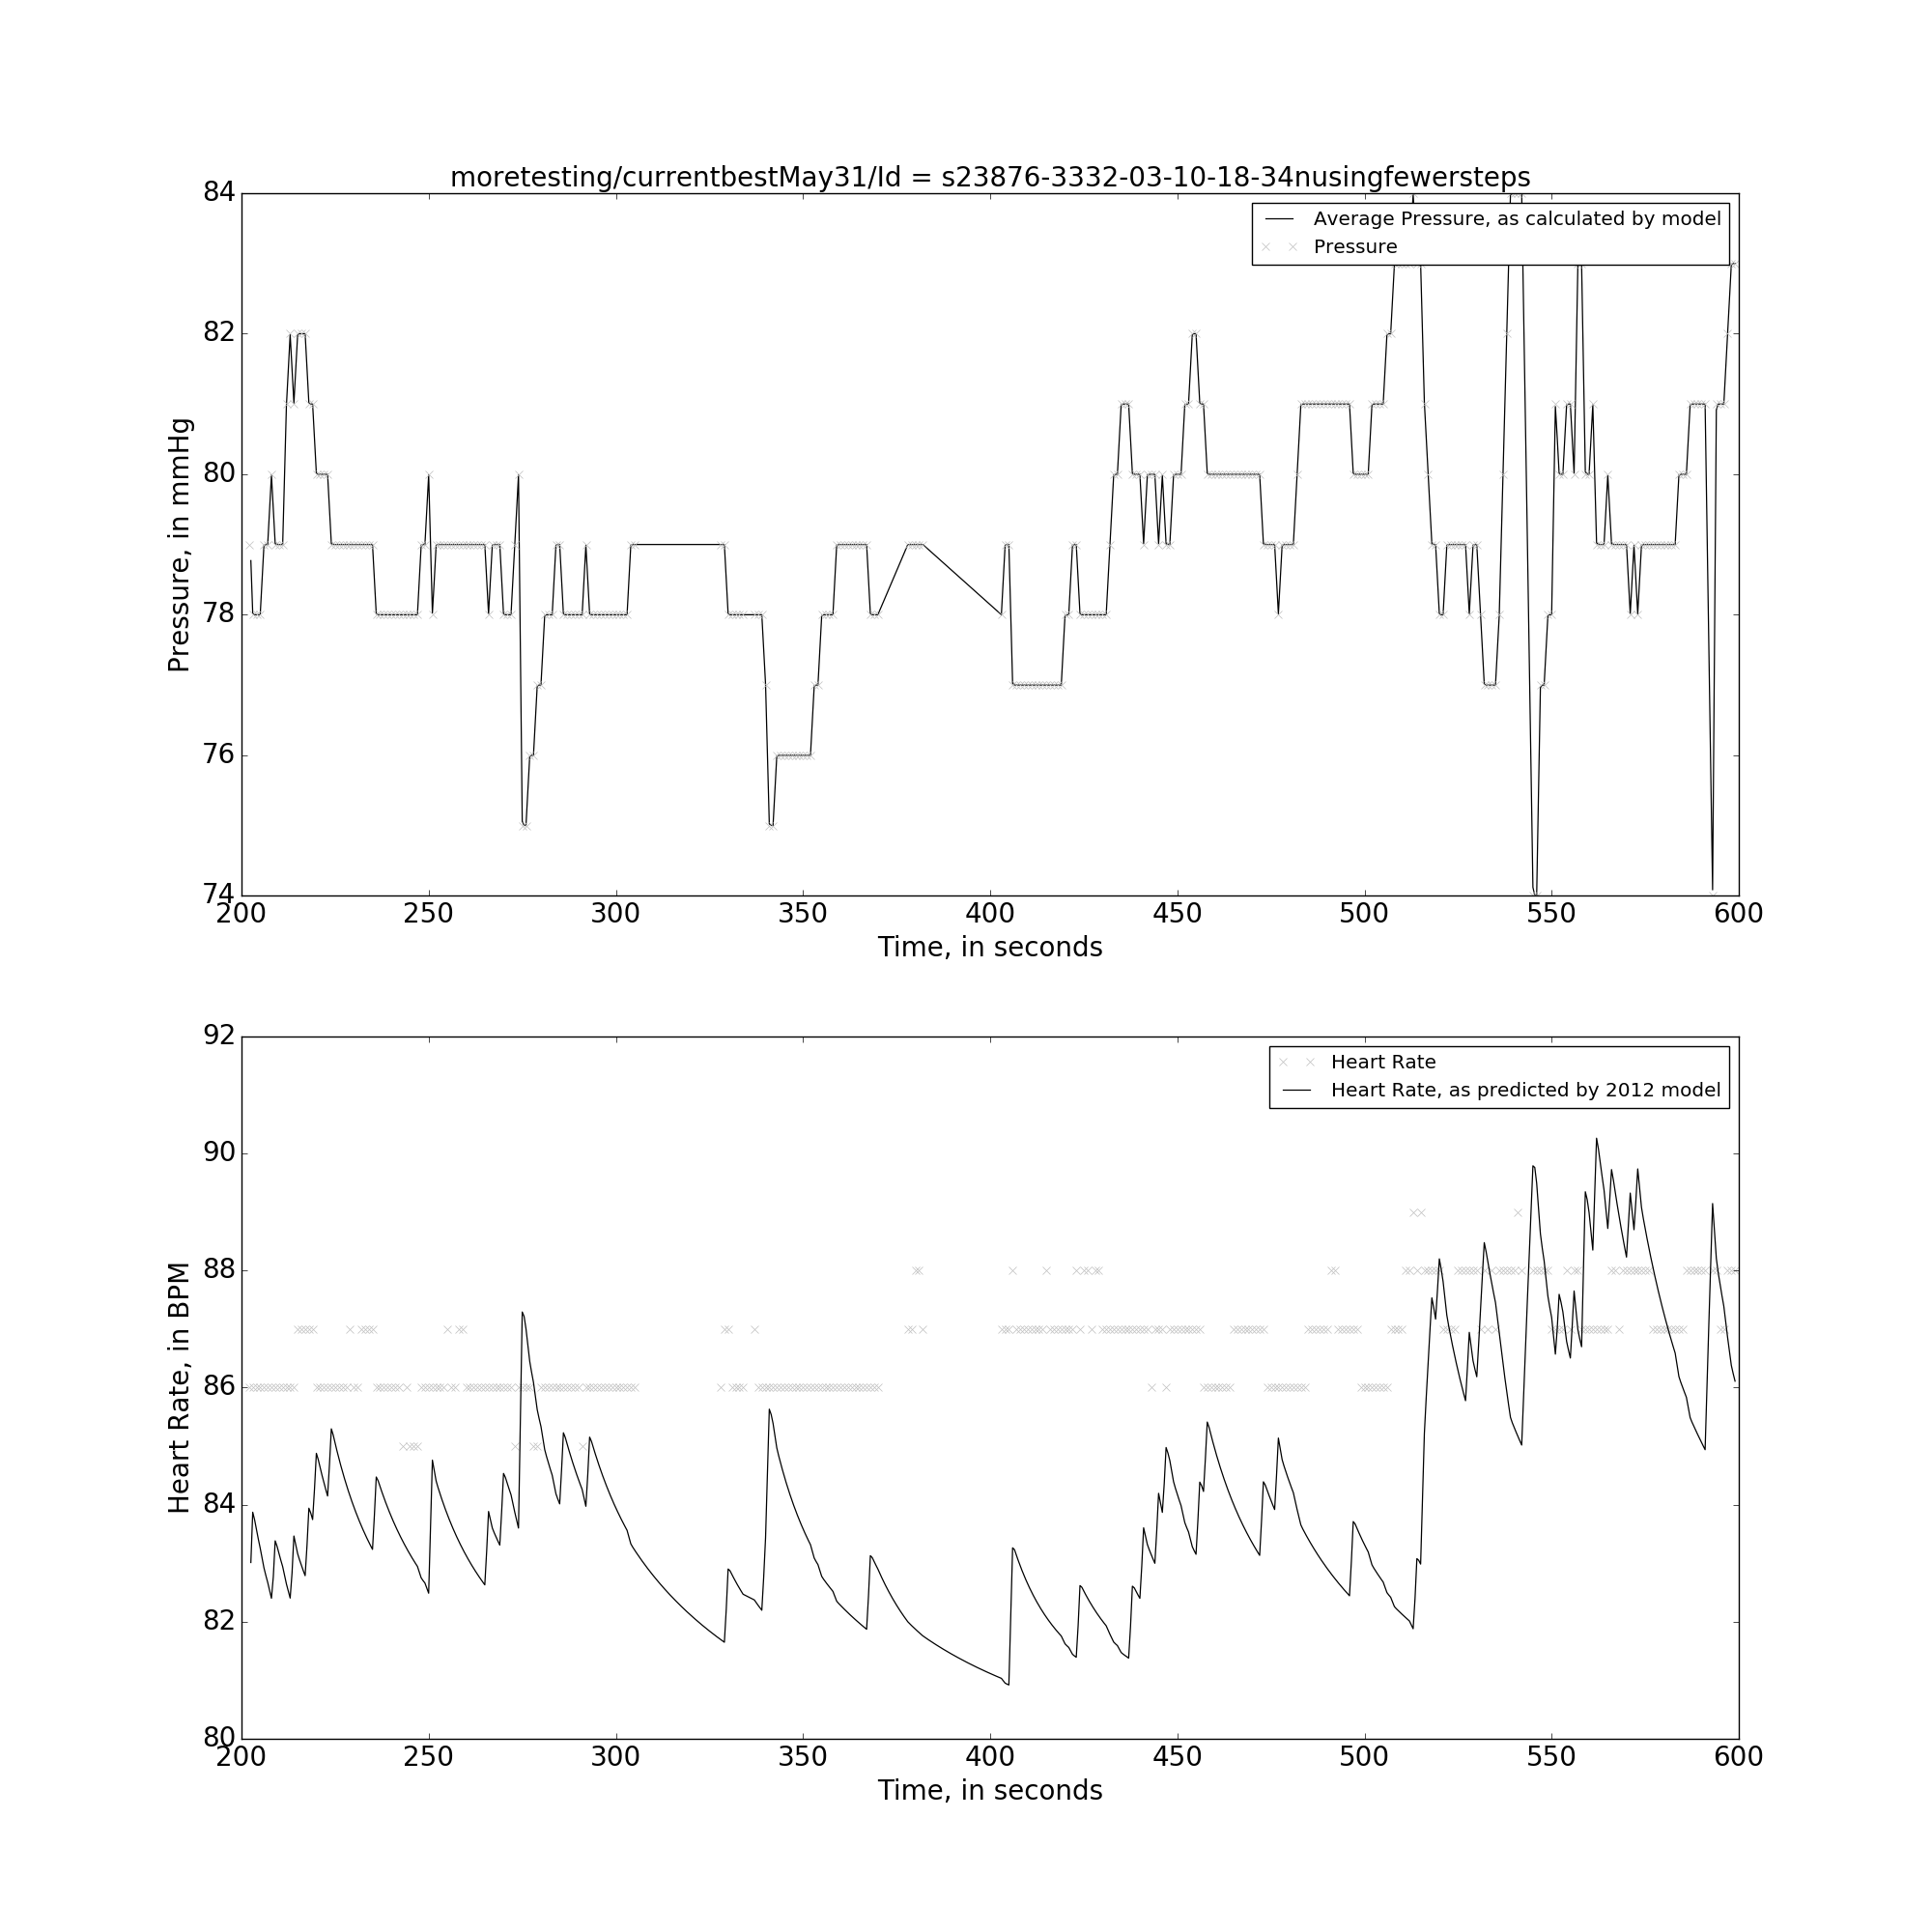 moretesting/currentbestMay31/Id = s23876-3332-03-10-18-34nusingfewersteps
84
82
80
78
76
74
Pressure, in mmHg
Average Pressure, as calculated by model
Pressure
200 250 300 350 400 450 500 550 600
Time, in seconds
92
90
88
86
84
82
80
Heart Rate, in BPM
Heart Rate
Heart Rate, as predicted by 2012 model
200 250 300 350 400 450 500 550 600
Time, in seconds